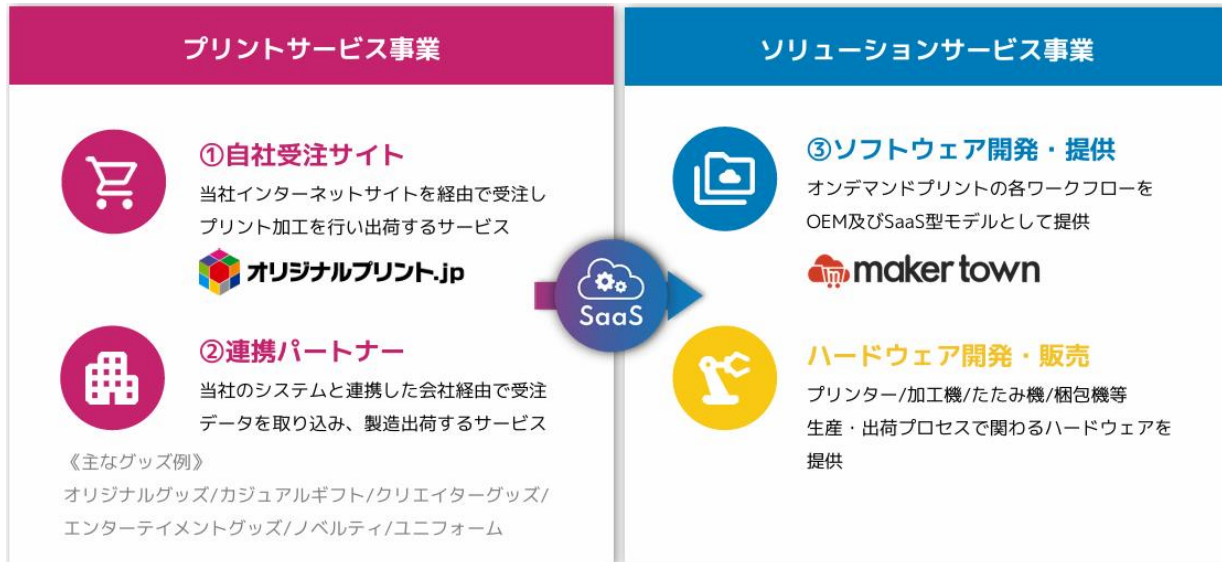 プリントサービス事業
①自社受注サイト
当社インターネットサイトを経由で受注し
プリント加工を行い出荷するサービス
オリジナルプリント.jp
②連携パートナー
当社のシステムと連携した会社経由で受注
データを取り込み、製造出荷するサービス
《主なグッズ例》
オリジナルグッズ/カジュアルギフト/クリエイターグッズ/
エンターテイメントグッズ/ノベルティ/ユニフォーム
SaaS
ソリューションサービス事業
③ソフトウェア開発・提供
オンデマンドプリントの各ワークフローを
OEM及びSaaS型モデルとして提供
maker town
ハードウェア開発・販売
プリンター/加工機/たたみ機/梱包機等
生産・出荷プロセスで関わるハードウェアを
提供